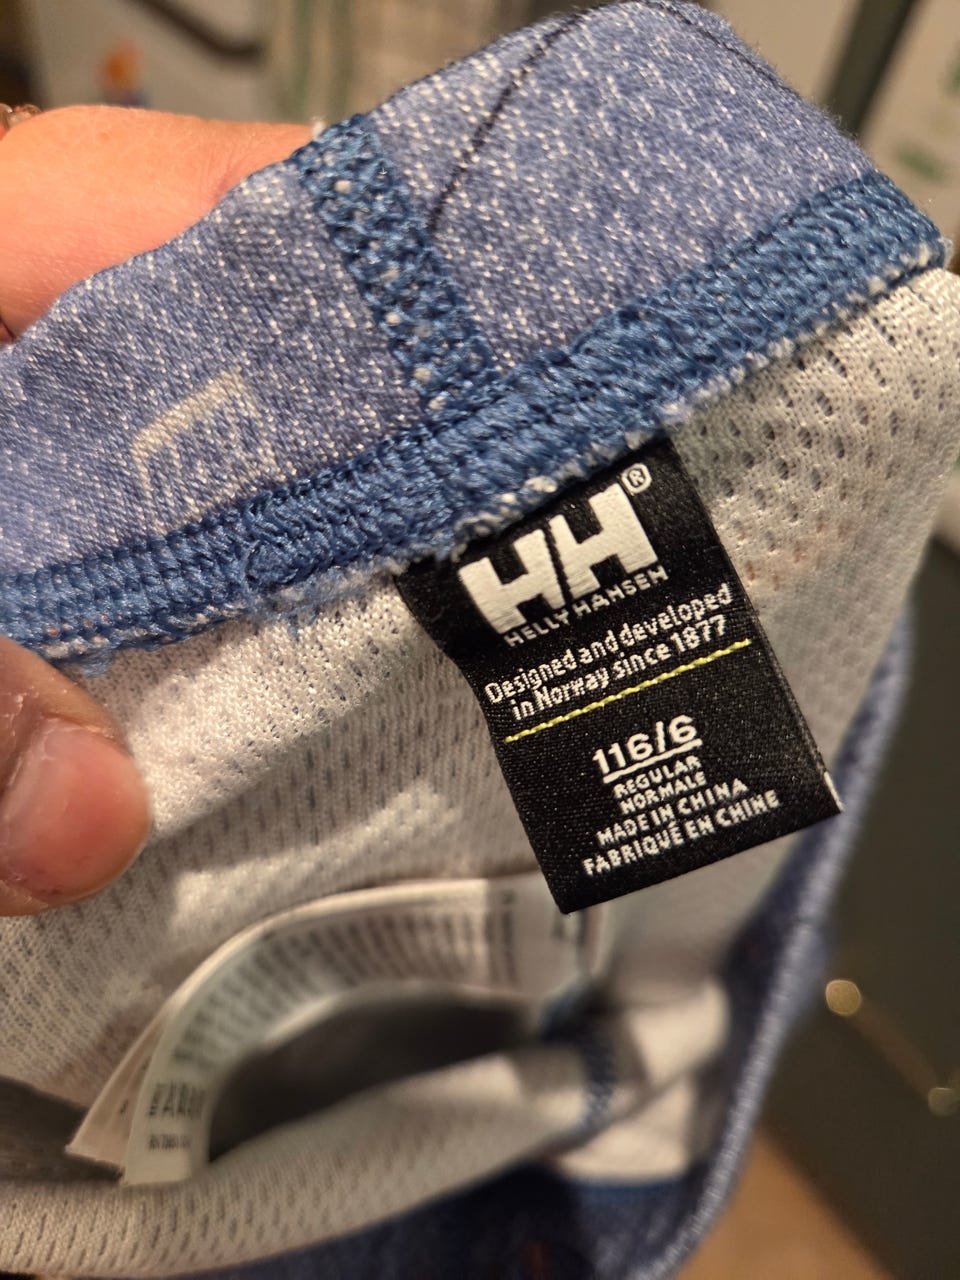 HH®
HELLY HANSEN
Designed and developed
in Norway since 1877
116/6
REGULAR
NORMALE
MADE IN CHINA
FABRIQUÉ EN CHINE